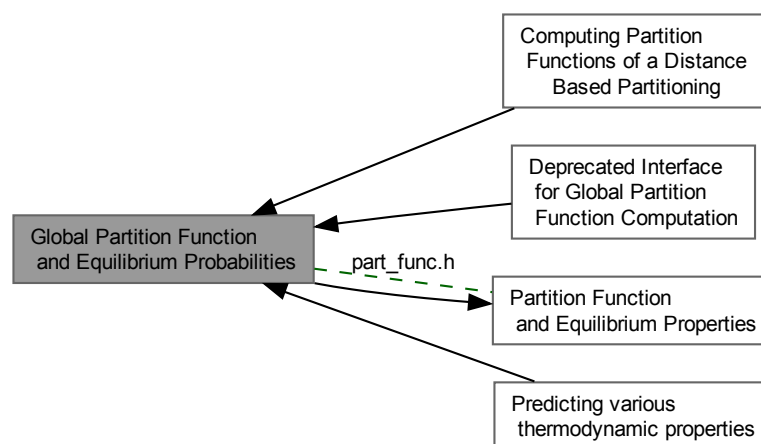 Computing Partition
Functions of a Distance
Based Partitioning
Deprecated Interface
for Global Partition
Function Computation
Global Partition Function
and Equilibrium Probabilities
part_func.h
Partition Function
and Equilibrium Properties
Predicting various
thermodynamic properties